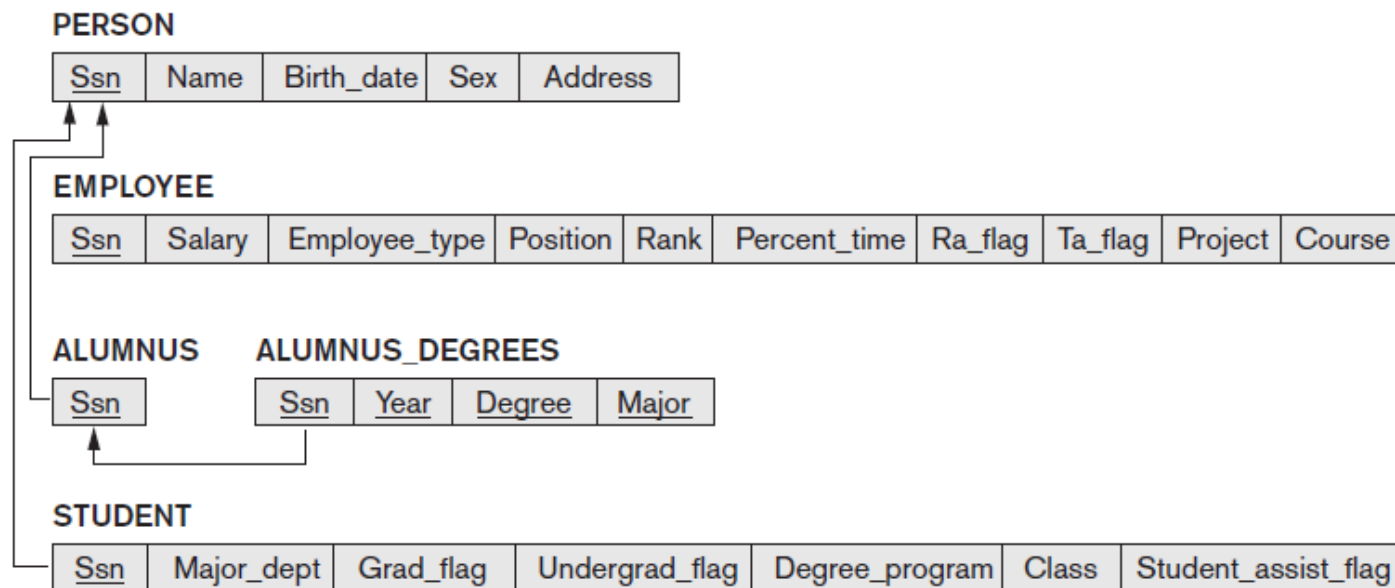 PERSON
Ssn Name Birth_date Sex Address
EMPLOYEE
Ssn Salary Employee_type Position Rank Percent_time Ra_flag Ta_flag Project Course
ALUMNUS ALUMNUS_DEGREES
Ssn Ssn Year Degree Major
STUDENT
Ssn Major_dept Grad_flag Undergrad_flag Degree_program Class Student_assist_flag